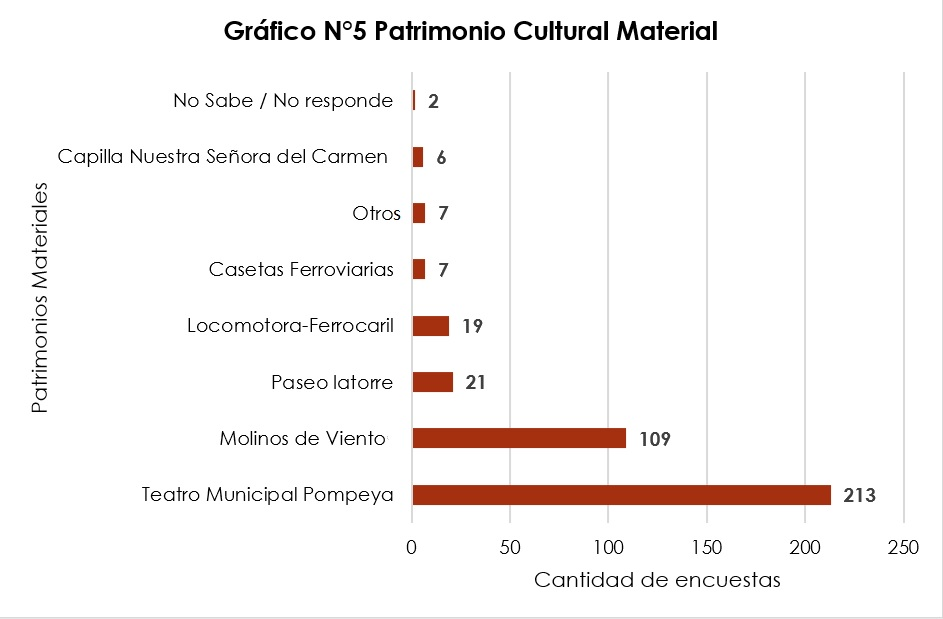 Gráfico N°5 Patrimonio Cultural Material
Patrimonios Materiales
No Sabe / No responde 2
Capilla Nuestra Señora del Carmen 6
Otros 7
Casetas Ferroviarias 7
Locomotora-Ferrocaril 19
Paseo latorre 21
Molinos de Viento 109
Teatro Municipal Pompeya 213
0 50 100 150 200 250
Cantidad de encuestas